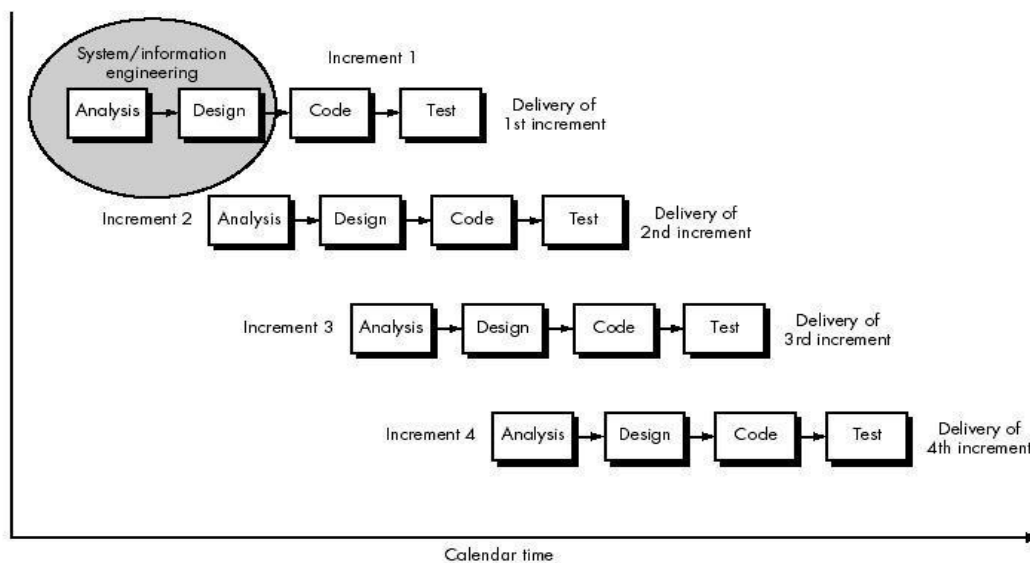 System/information
engineering
Increment 1
Analysis
Design
Code
Test
Delivery of
1st increment
Increment 2
Analysis
Design
Code
Test
Delivery of
2nd increment
Increment 3
Analysis
Design
Code
Test
Delivery of
3rd increment
Increment 4
Analysis
Design
Code
Test
Delivery of
4th increment
Calendar time